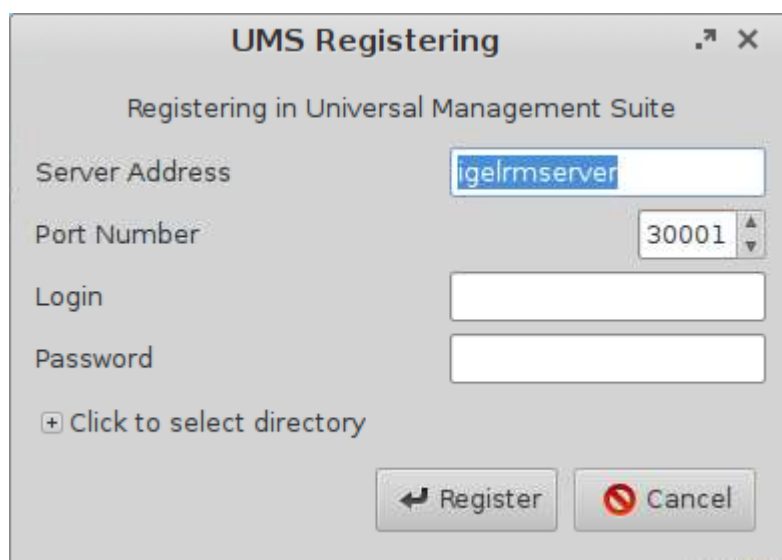 UMS Registering
Registering in Universal Management Suite
Server Address igelrmserver
Port Number 30001
Login
Password
Click to select directory
Register Cancel